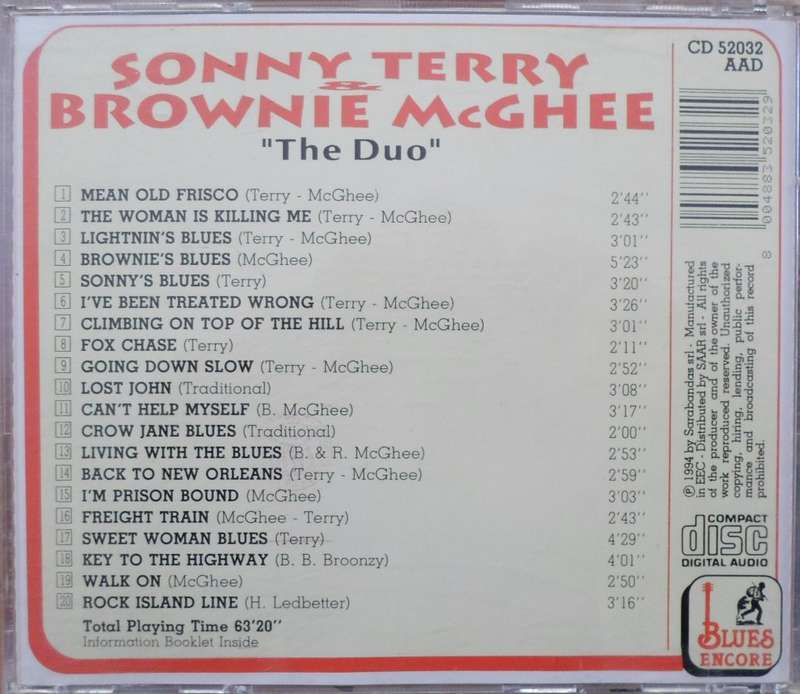 SONNY TERRY
&
BROWNIE McGHEE
"The Duo"
1 MEAN OLD FRISCO (Terry - McGhee) 2'44''
2 THE WOMAN IS KILLING ME (Terry - McGhee) 2'43''
3 LIGHTNIN'S BLUES (Terry - McGhee) 3'01''
4 BROWNIE'S BLUES (McGhee) 5'23''
5 SONNY'S BLUES (Terry) 3'20''
6 I'VE BEEN TREATED WRONG (Terry - McGhee) 3'26''
7 CLIMBING ON TOP OF THE HILL (Terry - McGhee) 3'01''
8 FOX CHASE (Terry) 2'11''
9 GOING DOWN SLOW (Terry - McGhee) 2'52''
10 LOST JOHN (Traditional) 3'08''
11 CAN'T HELP MYSELF (B. McGhee) 3'17''
12 CROW JANE BLUES (Traditional) 2'00''
13 LIVING WITH THE BLUES (B. & R. McGhee) 2'53''
14 BACK TO NEW ORLEANS (Terry - McGhee) 2'59''
15 I'M PRISON BOUND (McGhee) 3'03''
16 FREIGHT TRAIN (McGhee - Terry) 2'43''
17 SWEET WOMAN BLUES (Terry) 4'29''
18 KEY TO THE HIGHWAY (B. B. Broonzy) 4'01''
19 WALK ON (McGhee) 2'50''
20 ROCK ISLAND LINE (H. Ledbetter) 3'16''
Total Playing Time 63'20''
Information Booklet Inside
CD 52032
AAD
8 004883 520329
℗ 1994 by Sarabandas srl - Manufactured
in EEC - Distributed by SAAR srl - All rights
of the producer and of the owner of the
work reproduced reserved. Unauthorized
copying, hiring, lending, public perfor-
mance and broadcasting of this record
prohibited.
COMPACT
disc
DIGITAL AUDIO
BLUES
ENCORE